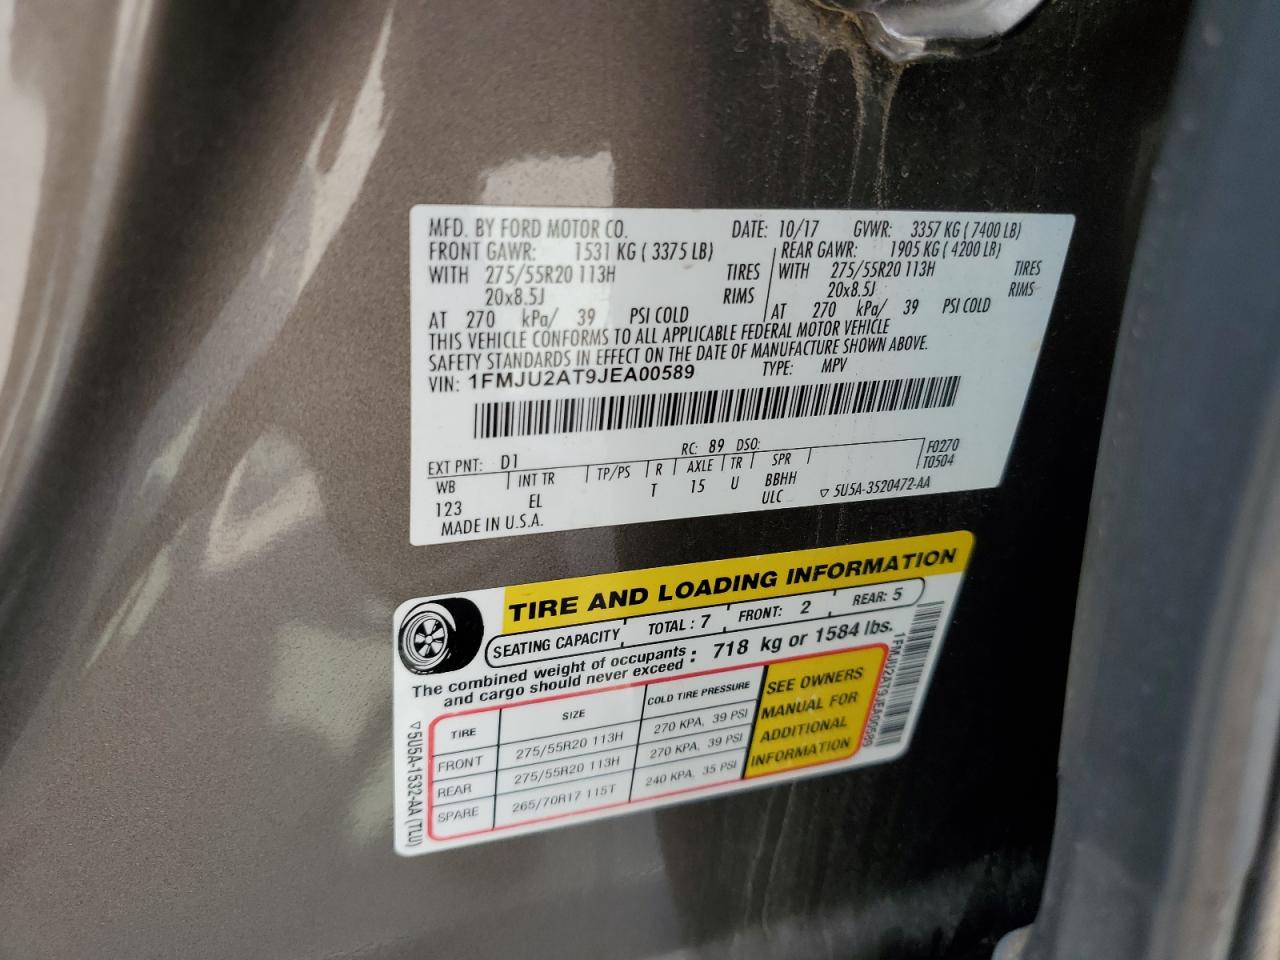 MFD. BY FORD MOTOR CO. DATE: 10/17 GVWR: 3357 KG ( 7400 LB)
FRONT GAWR: 1531 KG ( 3375 LB) REAR GAWR: 1905 KG ( 4200 LB)
WITH 275/55R20 113H TIRES WITH 275/55R20 113H TIRES
20x8.5J RIMS 20x8.5J RIMS
AT 270 kPa/ 39 PSI COLD AT 270 kPa/ 39 PSI COLD
THIS VEHICLE CONFORMS TO ALL APPLICABLE FEDERAL MOTOR VEHICLE
SAFETY STANDARDS IN EFFECT ON THE DATE OF MANUFACTURE SHOWN ABOVE.
VIN: 1FMJU2AT9JEA00589 TYPE: MPV
EXT PNT: D1 RC: 89 DSO: F0270
WB INT TR TP/PS R AXLE TR SPR T0504
123 EL T 15 U BBHH
ULC
MADE IN U.S.A. ▽ 5U5A-3520472-AA
TIRE AND LOADING INFORMATION
SEATING CAPACITY TOTAL : 7 FRONT: 2 REAR: 5
The combined weight of occupants and cargo should never exceed : 718 kg or 1584 lbs.
TIRE SIZE COLD TIRE PRESSURE
FRONT 275/55R20 113H 270 KPA, 39 PSI
REAR 275/55R20 113H 270 KPA, 39 PSI
SPARE 265/70R17 115T 240 KPA, 35 PSI
SEE OWNERS
MANUAL FOR
ADDITIONAL
INFORMATION
1FMJU2AT9JEA00589
▽5U5A-1532-AA (TLU)